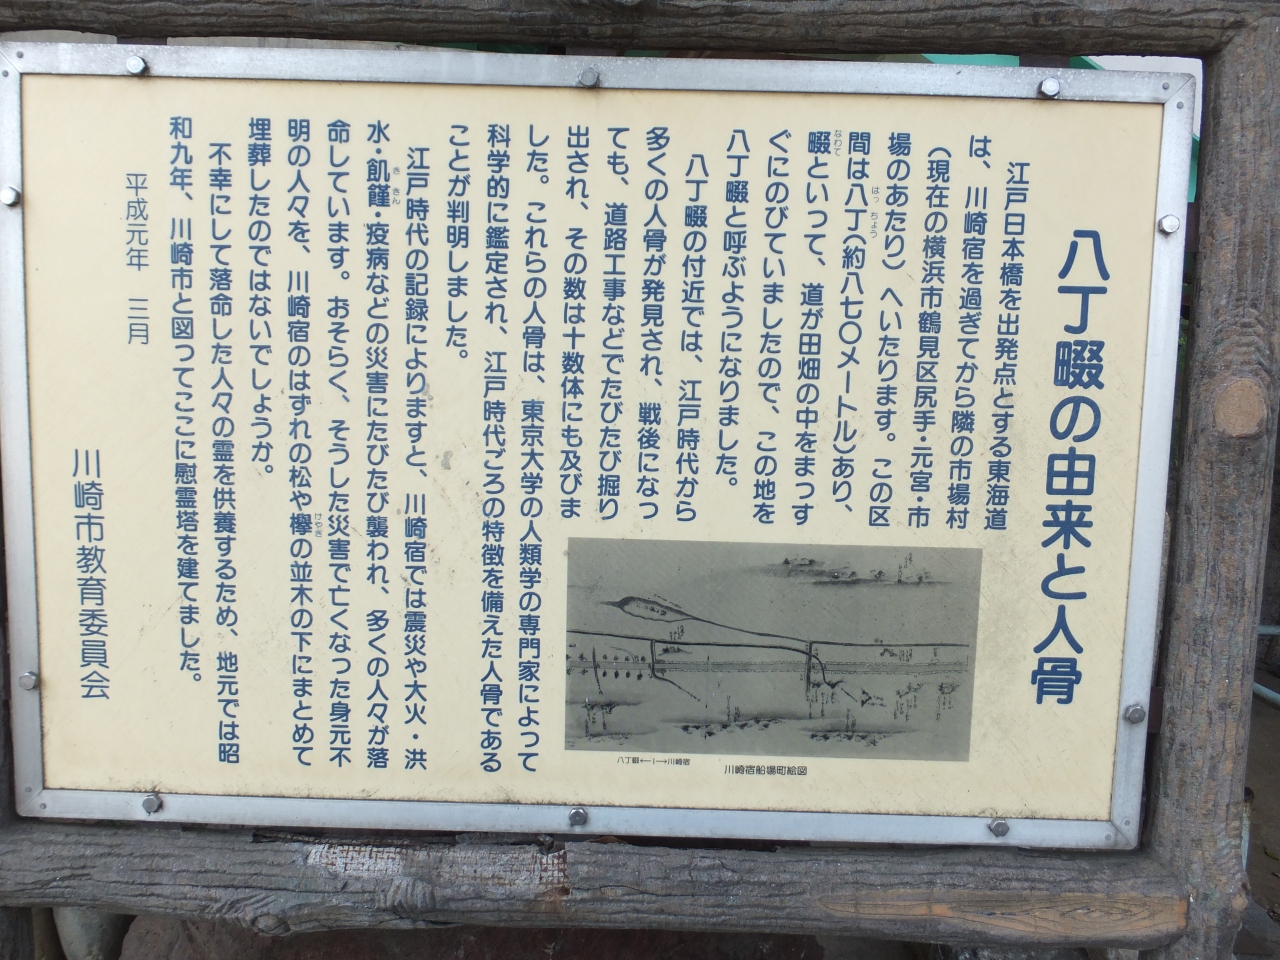 八丁畷の由来と人骨
江戸日本橋を出発点とする東海道
は、川崎宿を過ぎてから隣の市場村
(現在の横浜市鶴見区尻手・元宮・市
場のあたり)へいたります。この区
間は八丁(約八七〇メートル)あり、
畷といって、道が田畑の中をまっす
ぐにのびていましたので、この地を
八丁畷と呼ぶようになりました。
八丁畷の付近では、江戸時代から
多くの人骨が発見され、戦後になっ
ても、道路工事などでたびたび掘り
出され、その数は十数体にも及びま
した。これらの人骨は、東京大学の人類学の専門家によって
科学的に鑑定され、江戸時代ごろの特徴を備えた人骨である
ことが判明しました。
江戸時代の記録によりますと、川崎宿では震災や大火・洪
水・飢饉・疫病などの災害にたびたび襲われ、多くの人々が落
命しています。おそらく、そうした災害で亡くなった身元不
明の人々を、川崎宿のはずれの松や欅の並木の下にまとめて
埋葬したのではないでしょうか。
不幸にして落命した人々の霊を供養するため、地元では昭
和九年、川崎市と図ってここに慰霊塔を建てました。
平成元年 三月
川崎市教育委員会
はっちょう
なわて
ききん
けやき
八丁畷←|→川崎宿
川崎宿船場町絵図